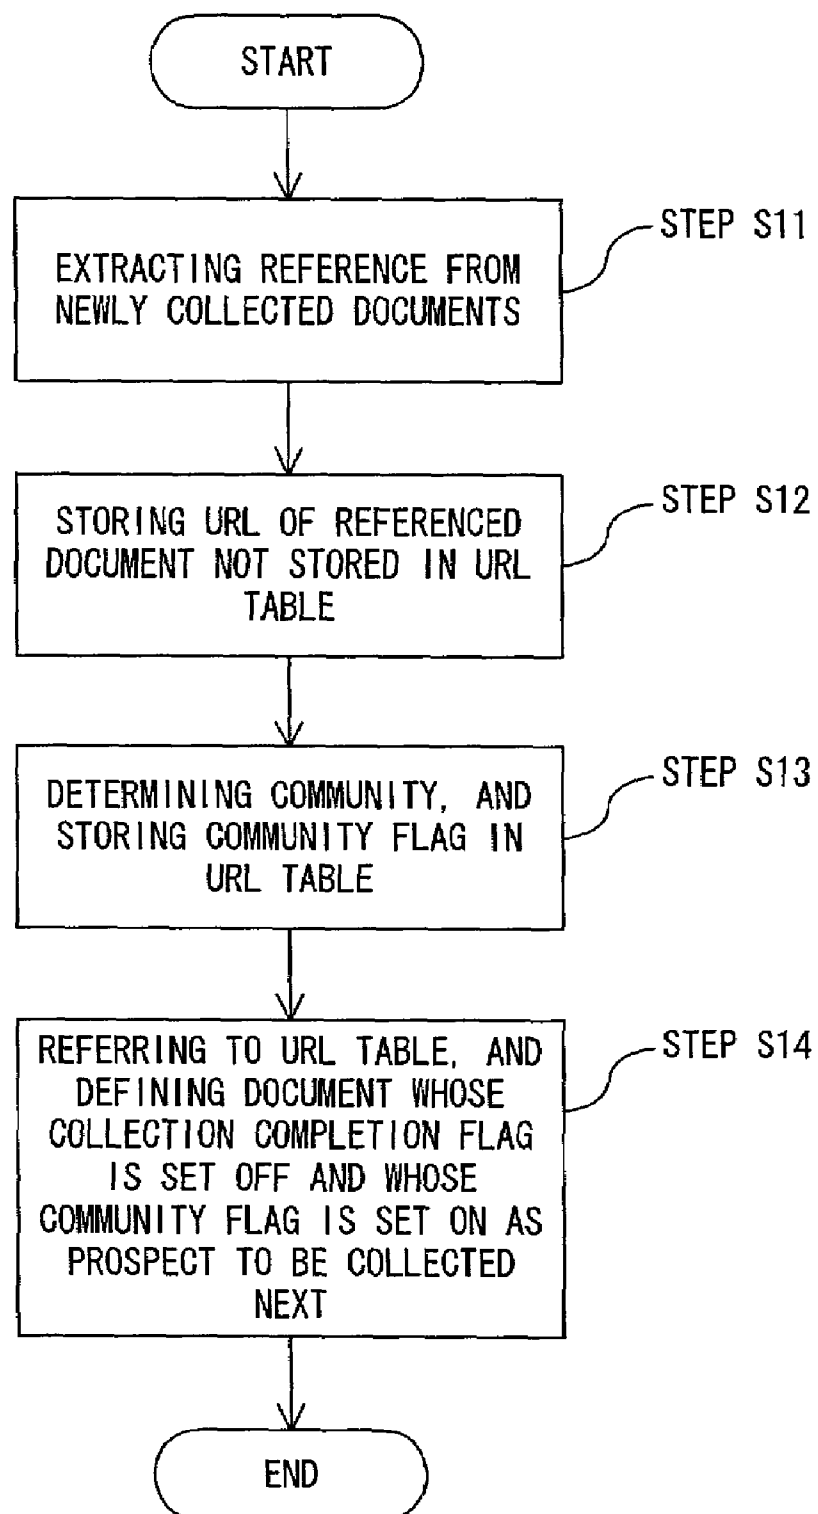 START
EXTRACTING REFERENCE FROM
NEWLY COLLECTED DOCUMENTS
STEP S11
STORING URL OF REFERENCED
DOCUMENT NOT STORED IN URL
TABLE
STEP S12
DETERMINING COMMUNITY, AND
STORING COMMUNITY FLAG IN
URL TABLE
STEP S13
REFERRING TO URL TABLE, AND
DEFINING DOCUMENT WHOSE
COLLECTION COMPLETION FLAG
IS SET OFF AND WHOSE
COMMUNITY FLAG IS SET ON AS
PROSPECT TO BE COLLECTED
NEXT
STEP S14
END